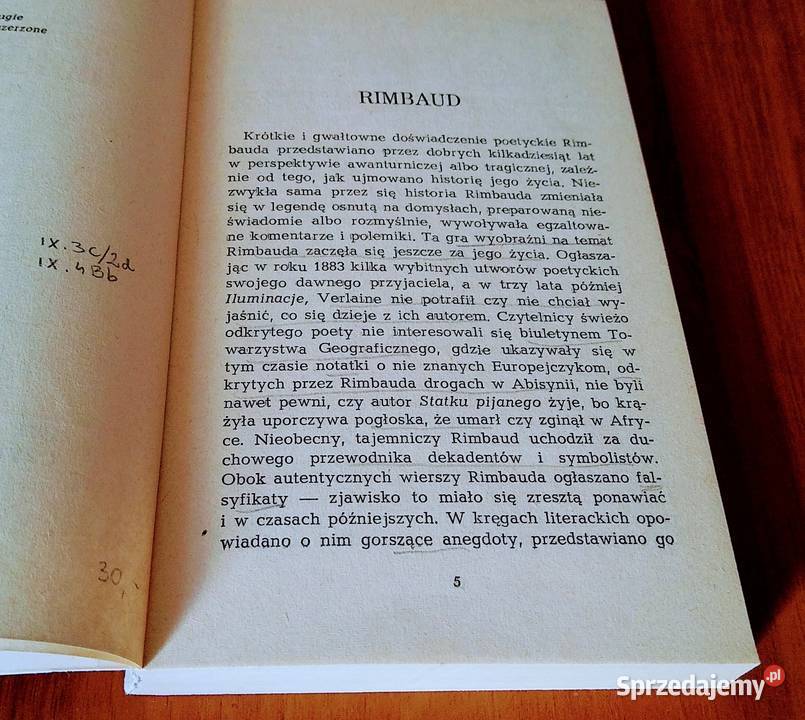 zerzone
IX.3c/2d
IX.4Bb
30,-
RIMBAUD
Krótkie i gwałtowne doświadczenie poetyckie Rim-
bauda przedstawiano przez dobrych kilkadziesiąt lat
w perspektywie awanturniczej albo tragicznej, zależ-
nie od tego, jak ujmowano historię jego życia. Nie-
zwykła sama przez się historia Rimbauda zmieniała
się w legendę osnutą na domysłach, preparowaną nie-
świadomie albo rozmyślnie, wywoływała egzaltowa-
ne komentarze i polemiki. Ta gra wyobraźni na temat
Rimbauda zaczęła się jeszcze za jego życia. Ogłasza-
jąc w roku 1883 kilka wybitnych utworów poetyckich
swojego dawnego przyjaciela, a w trzy lata później
Iluminacje, Verlaine nie potrafił czy nie chciał wy-
jaśnić, co się dzieje z ich autorem. Czytelnicy świeżo
odkrytego poety nie interesowali się biuletynem To-
warzystwa Geograficznego, gdzie ukazywały się w
tym czasie notatki o nie znanych Europejczykom, od-
krytych przez Rimbauda drogach w Abisynii, nie byli
nawet pewni, czy autor Statku pijanego żyje, bo krą-
żyła uporczywa pogłoska, że umarł czy zginął w Afry-
ce. Nieobecny, tajemniczy Rimbaud uchodził za du-
chowego przewodnika dekadentów i symbolistów.
Obok autentycznych wierszy Rimbauda ogłaszano fal-
syfikaty — zjawisko to miało się zresztą ponawiać
i w czasach późniejszych. W kręgach literackich opo-
wiadano o nim gorszące anegdoty, przedstawiano go
5
Sprzedajemy.pl